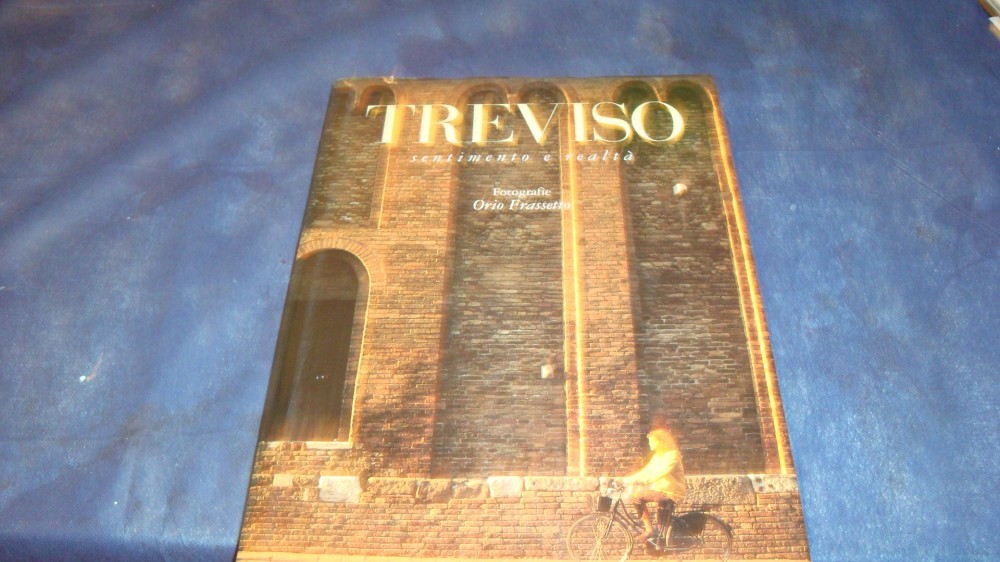 TREVISO
sentimento e realtà
Fotografie
Orio Frassetto